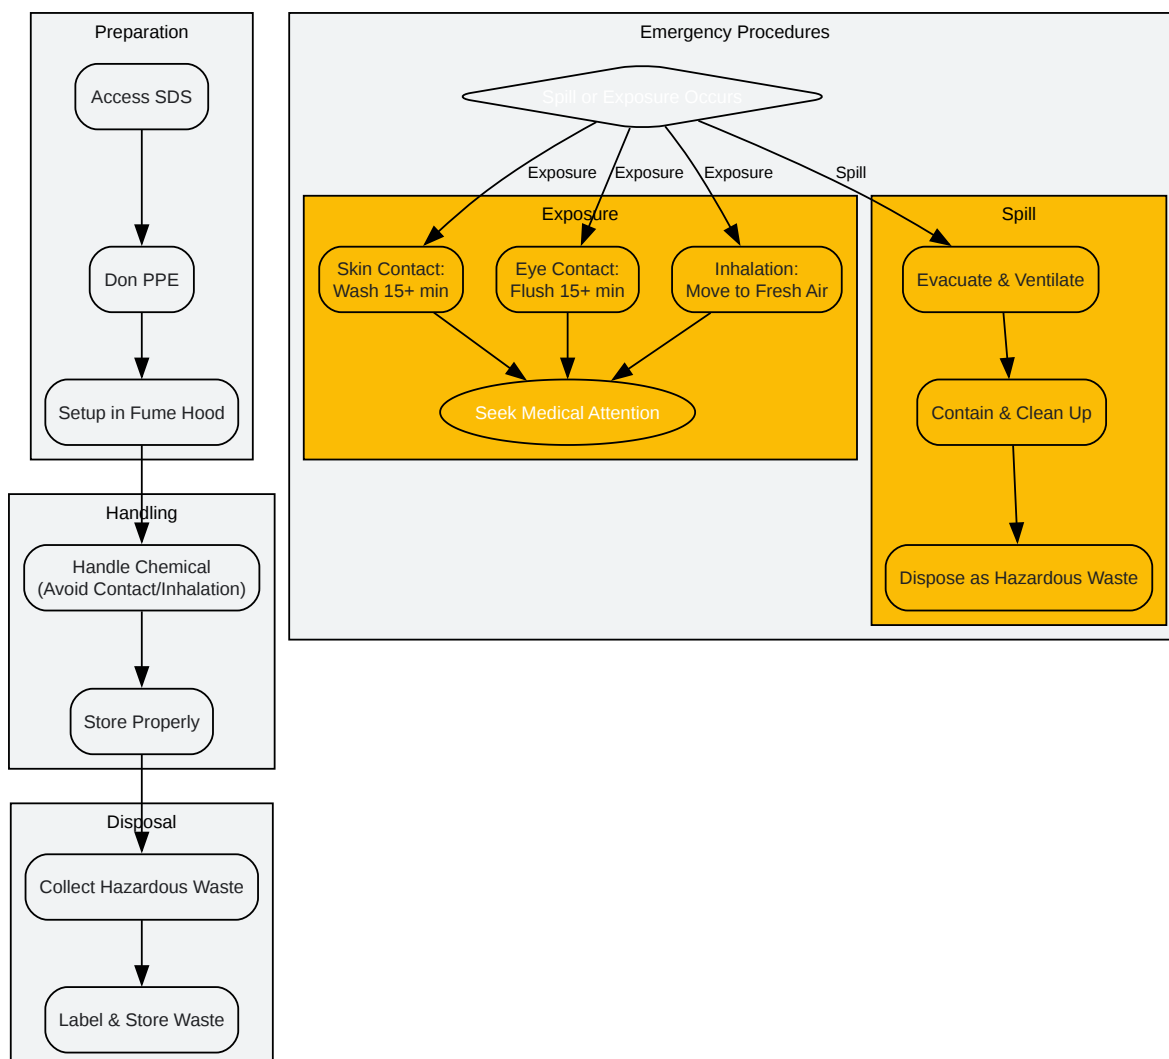 Preparation
Access SDS
Don PPE
Setup in Fume Hood
Handling
Handle Chemical
(Avoid Contact/Inhalation)
Store Properly
Disposal
Collect Hazardous Waste
Label & Store Waste
Emergency Procedures
Spill or Exposure Occurs
Exposure
Exposure
Exposure
Spill
Exposure
Skin Contact:
Wash 15+ min
Eye Contact:
Flush 15+ min
Inhalation:
Move to Fresh Air
Seek Medical Attention
Spill
Evacuate & Ventilate
Contain & Clean Up
Dispose as Hazardous Waste